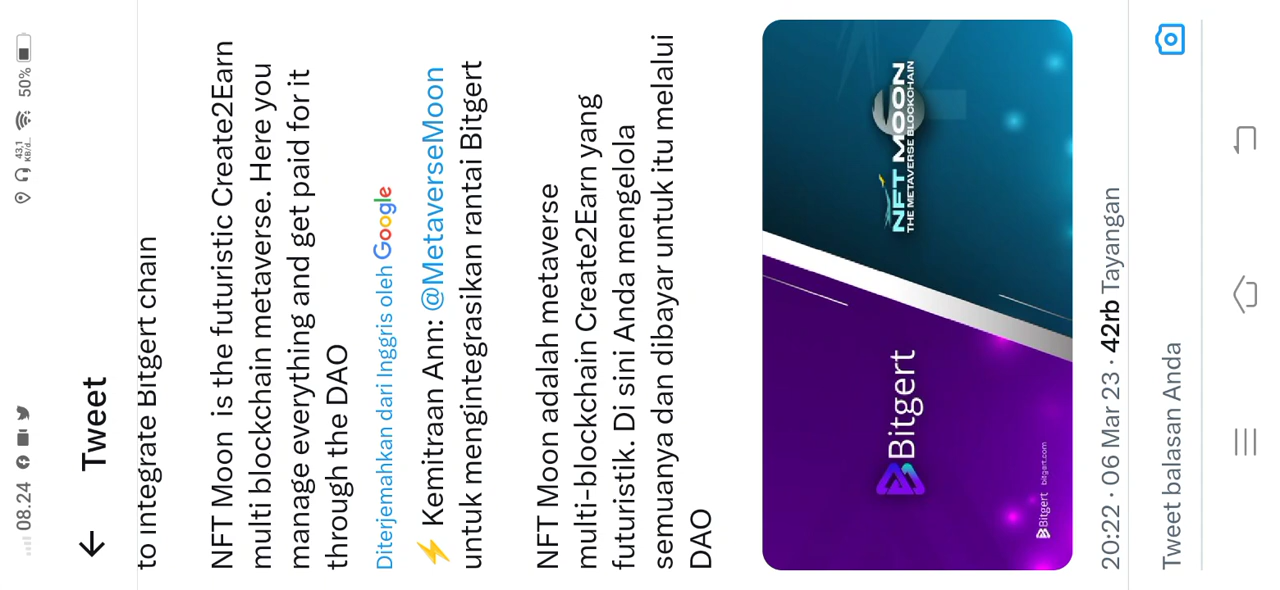 08.24
43,1
KB/d..
50%
Tweet
to integrate Bitgert chain
NFT Moon is the futuristic Create2Earn
multi blockchain metaverse. Here you
manage everything and get paid for it
through the DAO
Diterjemahkan dari Inggris oleh Google
⚡ Kemitraan Ann: @MetaverseMoon
untuk mengintegrasikan rantai Bitgert
NFT Moon adalah metaverse
multi-blockchain Create2Earn yang
futuristik. Di sini Anda mengelola
semuanya dan dibayar untuk itu melalui
DAO
Bitgert
NFT MOON
THE METAVERSE BLOCKCHAIN
Bitgert bitgert.com
20:22 · 06 Mar 23 · 42rb Tayangan
Tweet balasan Anda